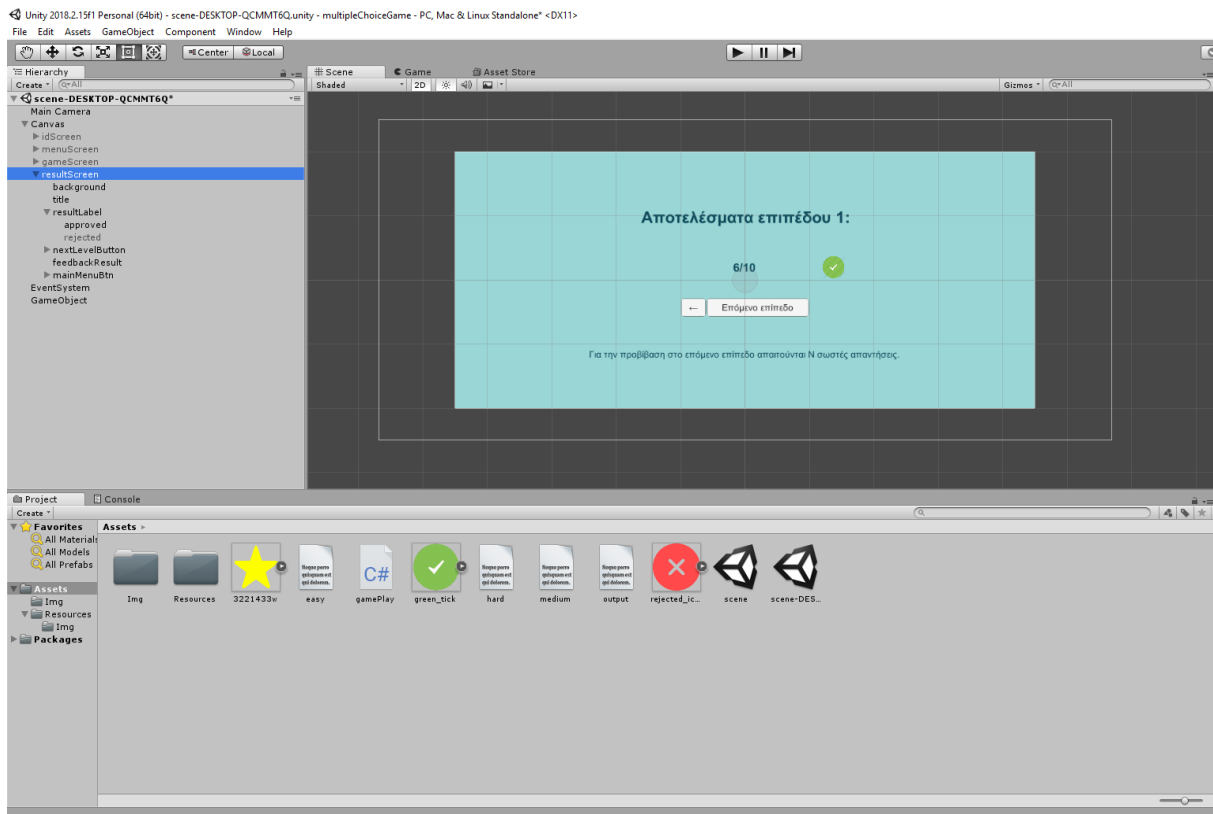 Unity 2018.2.15f1 Personal (64bit) - scene-DESKTOP-QCMMT6Q.unity - multipleChoiceGame - PC, Mac & Linux Standalone* <DX11>
File Edit Assets GameObject Component Window Help
Center Local
Hierarchy
Create All
scene-DESKTOP-QCMMT6Q*
Main Camera
Canvas
idScreen
menuScreen
gameScreen
resultScreen
background
title
resultLabel
approved
rejected
nextLevelButton
feedbackResult
mainMenuBtn
EventSystem
GameObject
Scene Game Asset Store
Shaded 2D Gizmos All
Αποτελέσματα επιπέδου 1:
6/10
← Επόμενο επίπεδο
Για την προβίβαση στο επόμενο επίπεδο απαιτούνται Ν σωστές απαντήσεις.
Project Console
Create
Favorites
All Materials
All Models
All Prefabs
Assets
Img
Resources
Img
Packages
Assets
C#
Img Resources 3221433w easy gamePlay green_tick hard medium output rejected_ic... scene scene-DES...